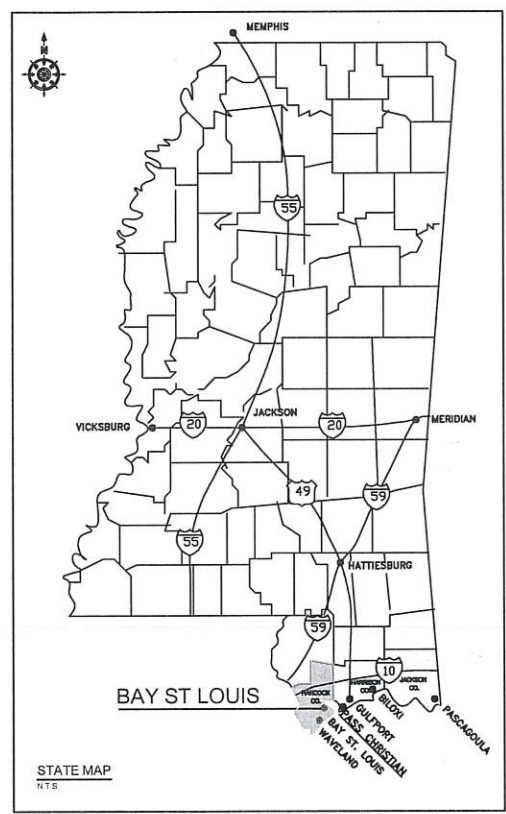 MEMPHIS
N
55
VICKSBURG
20
JACKSON
20
MERIDIAN
49
59
55
HATTIESBURG
59
10
HANCOCK
CO.
HARRISON
CO.
JACKSON
CO.
BAY ST LOUIS
BILOXI
GULFPORT
PASS CHRISTIAN
BAY ST. LOUIS
WAVELAND
PASCAGOULA
STATE MAP
N.T.S.